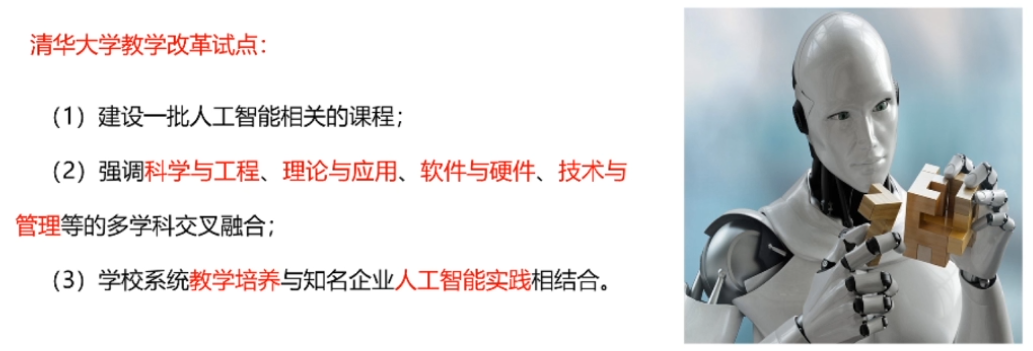 清华大学教学改革试点：
（1）建设一批人工智能相关的课程；
（2）强调科学与工程、理论与应用、软件与硬件、技术与
管理等的多学科交叉融合；
（3）学校系统教学培养与知名企业人工智能实践相结合。